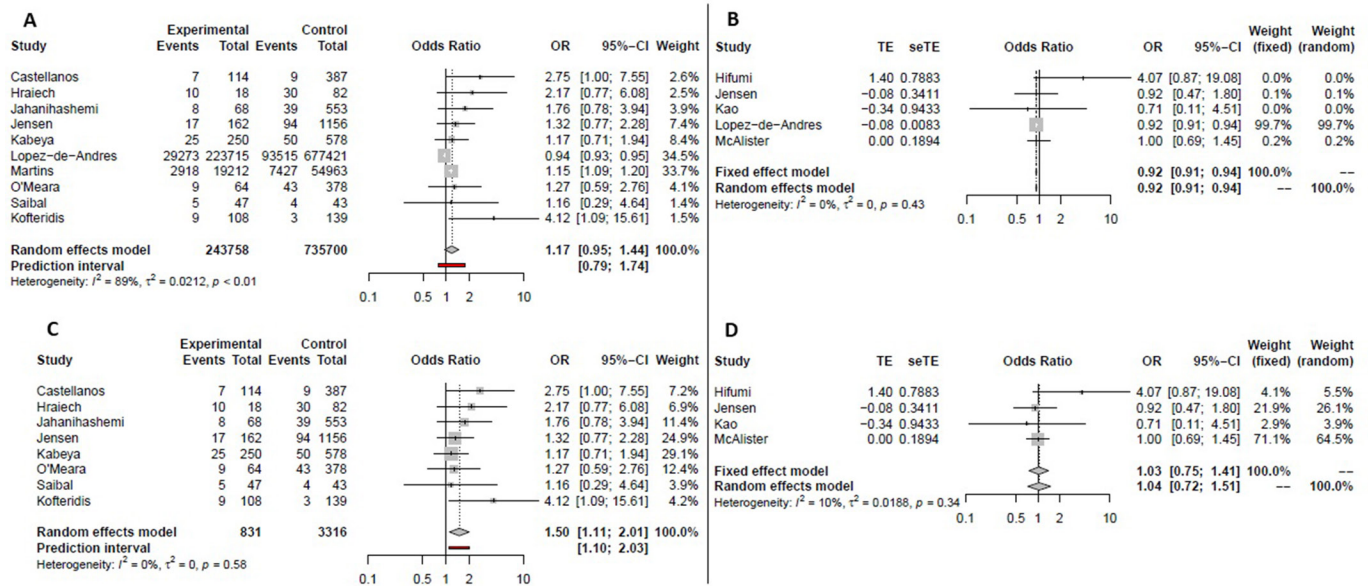 A
Experimental Control
Study Events Total Events Total Odds Ratio OR 95%−CI Weight
Castellanos 7 114 9 387 2.75 [1.00; 7.55] 2.6%
Hraiech 10 18 30 82 2.17 [0.77; 6.08] 2.5%
Jahanihashemi 8 68 39 553 1.76 [0.78; 3.94] 3.9%
Jensen 17 162 94 1156 1.32 [0.77; 2.28] 7.4%
Kabeya 25 250 50 578 1.17 [0.71; 1.94] 8.4%
Lopez−de−Andres 29273 223715 93515 677421 0.94 [0.93; 0.95] 34.5%
Martins 2918 19212 7427 54963 1.15 [1.09; 1.20] 33.7%
O'Meara 9 64 43 378 1.27 [0.59; 2.76] 4.1%
Saibal 5 47 4 43 1.16 [0.29; 4.64] 1.4%
Kofteridis 9 108 3 139 4.12 [1.09; 15.61] 1.5%
Random effects model 243758 735700 1.17 [0.95; 1.44] 100.0%
Prediction interval [0.79; 1.74]
Heterogeneity: I² = 89%, τ² = 0.0212, p < 0.01
0.1 0.5 1 2 10
B
Weight Weight
Study TE seTE Odds Ratio OR 95%−CI (fixed) (random)
Hifumi 1.40 0.7883 4.07 [0.87; 19.08] 0.0% 0.0%
Jensen −0.08 0.3411 0.92 [0.47; 1.80] 0.1% 0.1%
Kao −0.34 0.9433 0.71 [0.11; 4.51] 0.0% 0.0%
Lopez−de−Andres −0.08 0.0083 0.92 [0.91; 0.94] 99.7% 99.7%
McAlister 0.00 0.1894 1.00 [0.69; 1.45] 0.2% 0.2%
Fixed effect model 0.92 [0.91; 0.94] 100.0% −−
Random effects model 0.92 [0.91; 0.94] −− 100.0%
Heterogeneity: I² = 0%, τ² = 0, p = 0.43
0.1 0.5 1 2 10
C
Experimental Control
Study Events Total Events Total Odds Ratio OR 95%−CI Weight
Castellanos 7 114 9 387 2.75 [1.00; 7.55] 7.2%
Hraiech 10 18 30 82 2.17 [0.77; 6.08] 6.9%
Jahanihashemi 8 68 39 553 1.76 [0.78; 3.94] 11.4%
Jensen 17 162 94 1156 1.32 [0.77; 2.28] 24.9%
Kabeya 25 250 50 578 1.17 [0.71; 1.94] 29.1%
O'Meara 9 64 43 378 1.27 [0.59; 2.76] 12.4%
Saibal 5 47 4 43 1.16 [0.29; 4.64] 3.9%
Kofteridis 9 108 3 139 4.12 [1.09; 15.61] 4.2%
Random effects model 831 3316 1.50 [1.11; 2.01] 100.0%
Prediction interval [1.10; 2.03]
Heterogeneity: I² = 0%, τ² = 0, p = 0.58
0.1 0.5 1 2 10
D
Weight Weight
Study TE seTE Odds Ratio OR 95%−CI (fixed) (random)
Hifumi 1.40 0.7883 4.07 [0.87; 19.08] 4.1% 5.5%
Jensen −0.08 0.3411 0.92 [0.47; 1.80] 21.9% 26.1%
Kao −0.34 0.9433 0.71 [0.11; 4.51] 2.9% 3.9%
McAlister 0.00 0.1894 1.00 [0.69; 1.45] 71.1% 64.5%
Fixed effect model 1.03 [0.75; 1.41] 100.0% −−
Random effects model 1.04 [0.72; 1.51] −− 100.0%
Heterogeneity: I² = 10%, τ² = 0.0188, p = 0.34
0.1 0.5 1 2 10